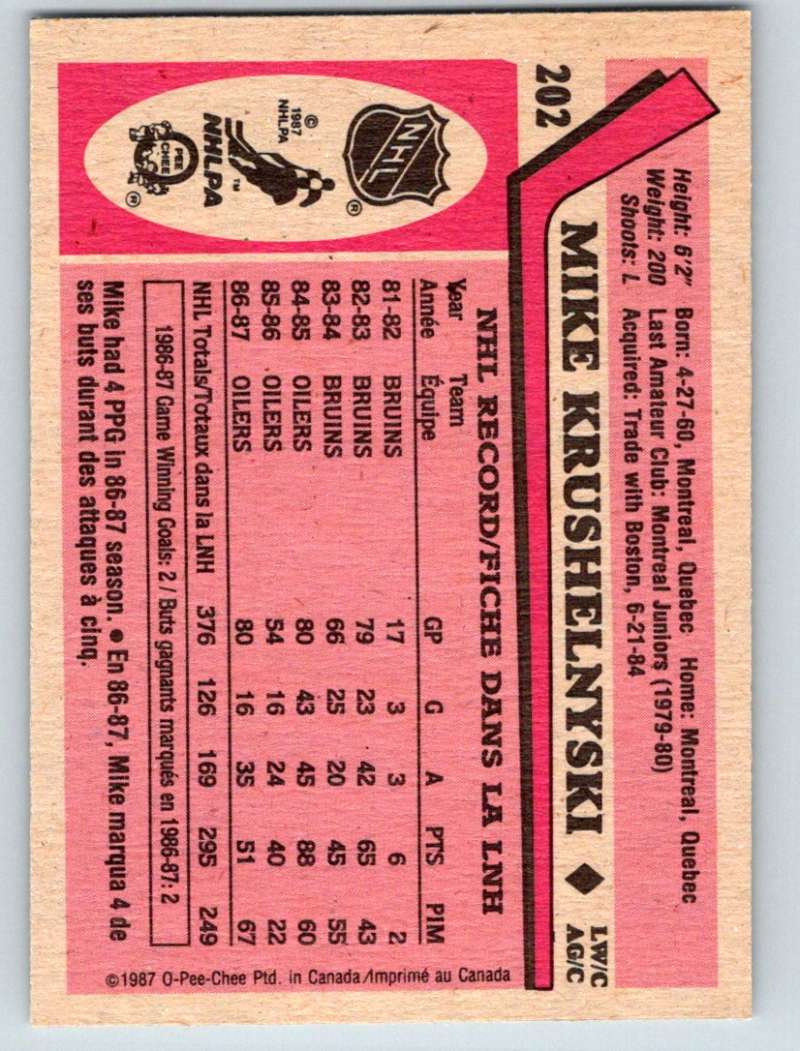 202
Height: 6'2" Born: 4-27-60, Montreal, Quebec Home: Montreal, Quebec
Weight: 200 Last Amateur Club: Montreal Juniors (1979-80)
Shoots: L Acquired: Trade with Boston, 6-21-84
MIKE KRUSHELNYSKI ◆ LW/C
AG/C
NHL
®
© 1987 NHLPA
NHLPA
TM
O PEE CHEE
®
NHL RECORD/FICHE DANS LA LNH
Year Team
Année Équipe GP G A PTS PIM
81-82 BRUINS 17 3 3 6 2
82-83 BRUINS 79 23 42 65 43
83-84 BRUINS 66 25 20 45 55
84-85 OILERS 80 43 45 88 60
85-86 OILERS 54 16 24 40 22
86-87 OILERS 80 16 35 51 67
NHL Totals/Totaux dans la LNH 376 126 169 295 249
1986-87 Game Winning Goals: 2 / Buts gagnants marqués en 1986-87: 2
Mike had 4 PPG in 86-87 season. ● En 86-87, Mike marqua 4 de
ses buts durant des attaques à cinq.
©1987 O-Pee-Chee Ptd. in Canada/Imprimé au Canada